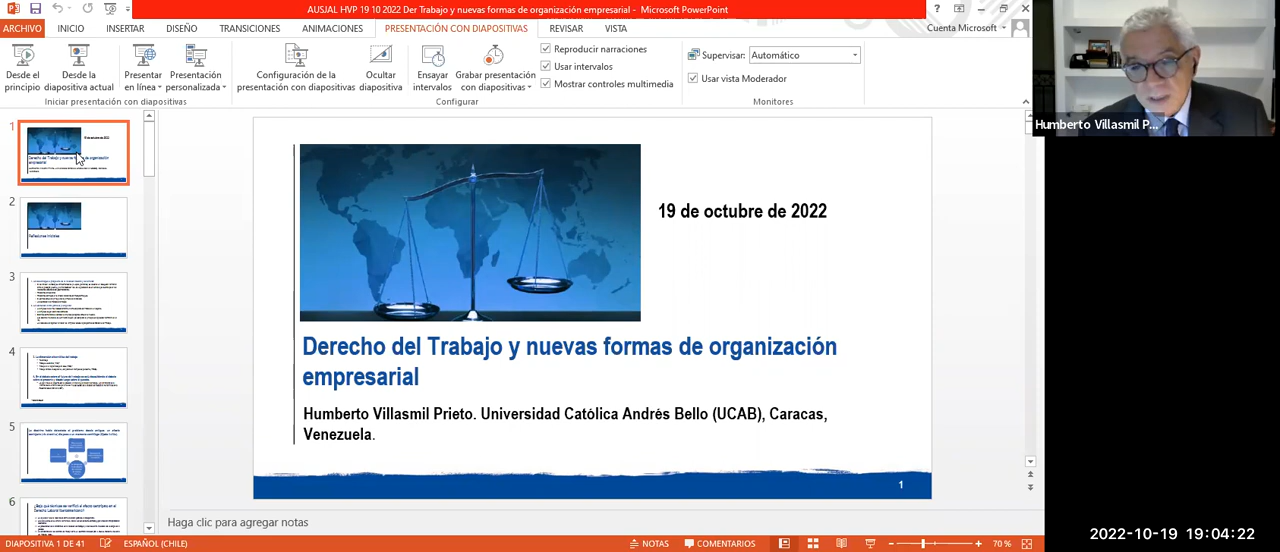 AUSJAL HVP 19 10 2022 Der Trabajo y nuevas formas de organización empresarial - Microsoft PowerPoint
ARCHIVO INICIO INSERTAR DISEÑO TRANSICIONES ANIMACIONES PRESENTACIÓN CON DIAPOSITIVAS REVISAR VISTA Cuenta Microsoft
Desde el principio
Desde la diapositiva actual
Presentar en línea
Presentación personalizada
Iniciar presentación con diapositivas
Configuración de la presentación con diapositivas
Ocultar diapositiva
Ensayar intervalos
Grabar presentación con diapositivas
Reproducir narraciones
Usar intervalos
Mostrar controles multimedia
Configurar
Supervisar: Automático
Usar vista Moderador
Monitores
Humberto Villasmil P...
1
2
3
4
5
6
19 de octubre de 2022
Derecho del Trabajo y nuevas formas de organización
empresarial
Humberto Villasmil Prieto. Universidad Católica Andrés Bello (UCAB), Caracas,
Venezuela.
1
Haga clic para agregar notas
DIAPOSITIVA 1 DE 41 ESPAÑOL (CHILE) NOTAS COMENTARIOS 70 %
2022-10-19 19:04:22